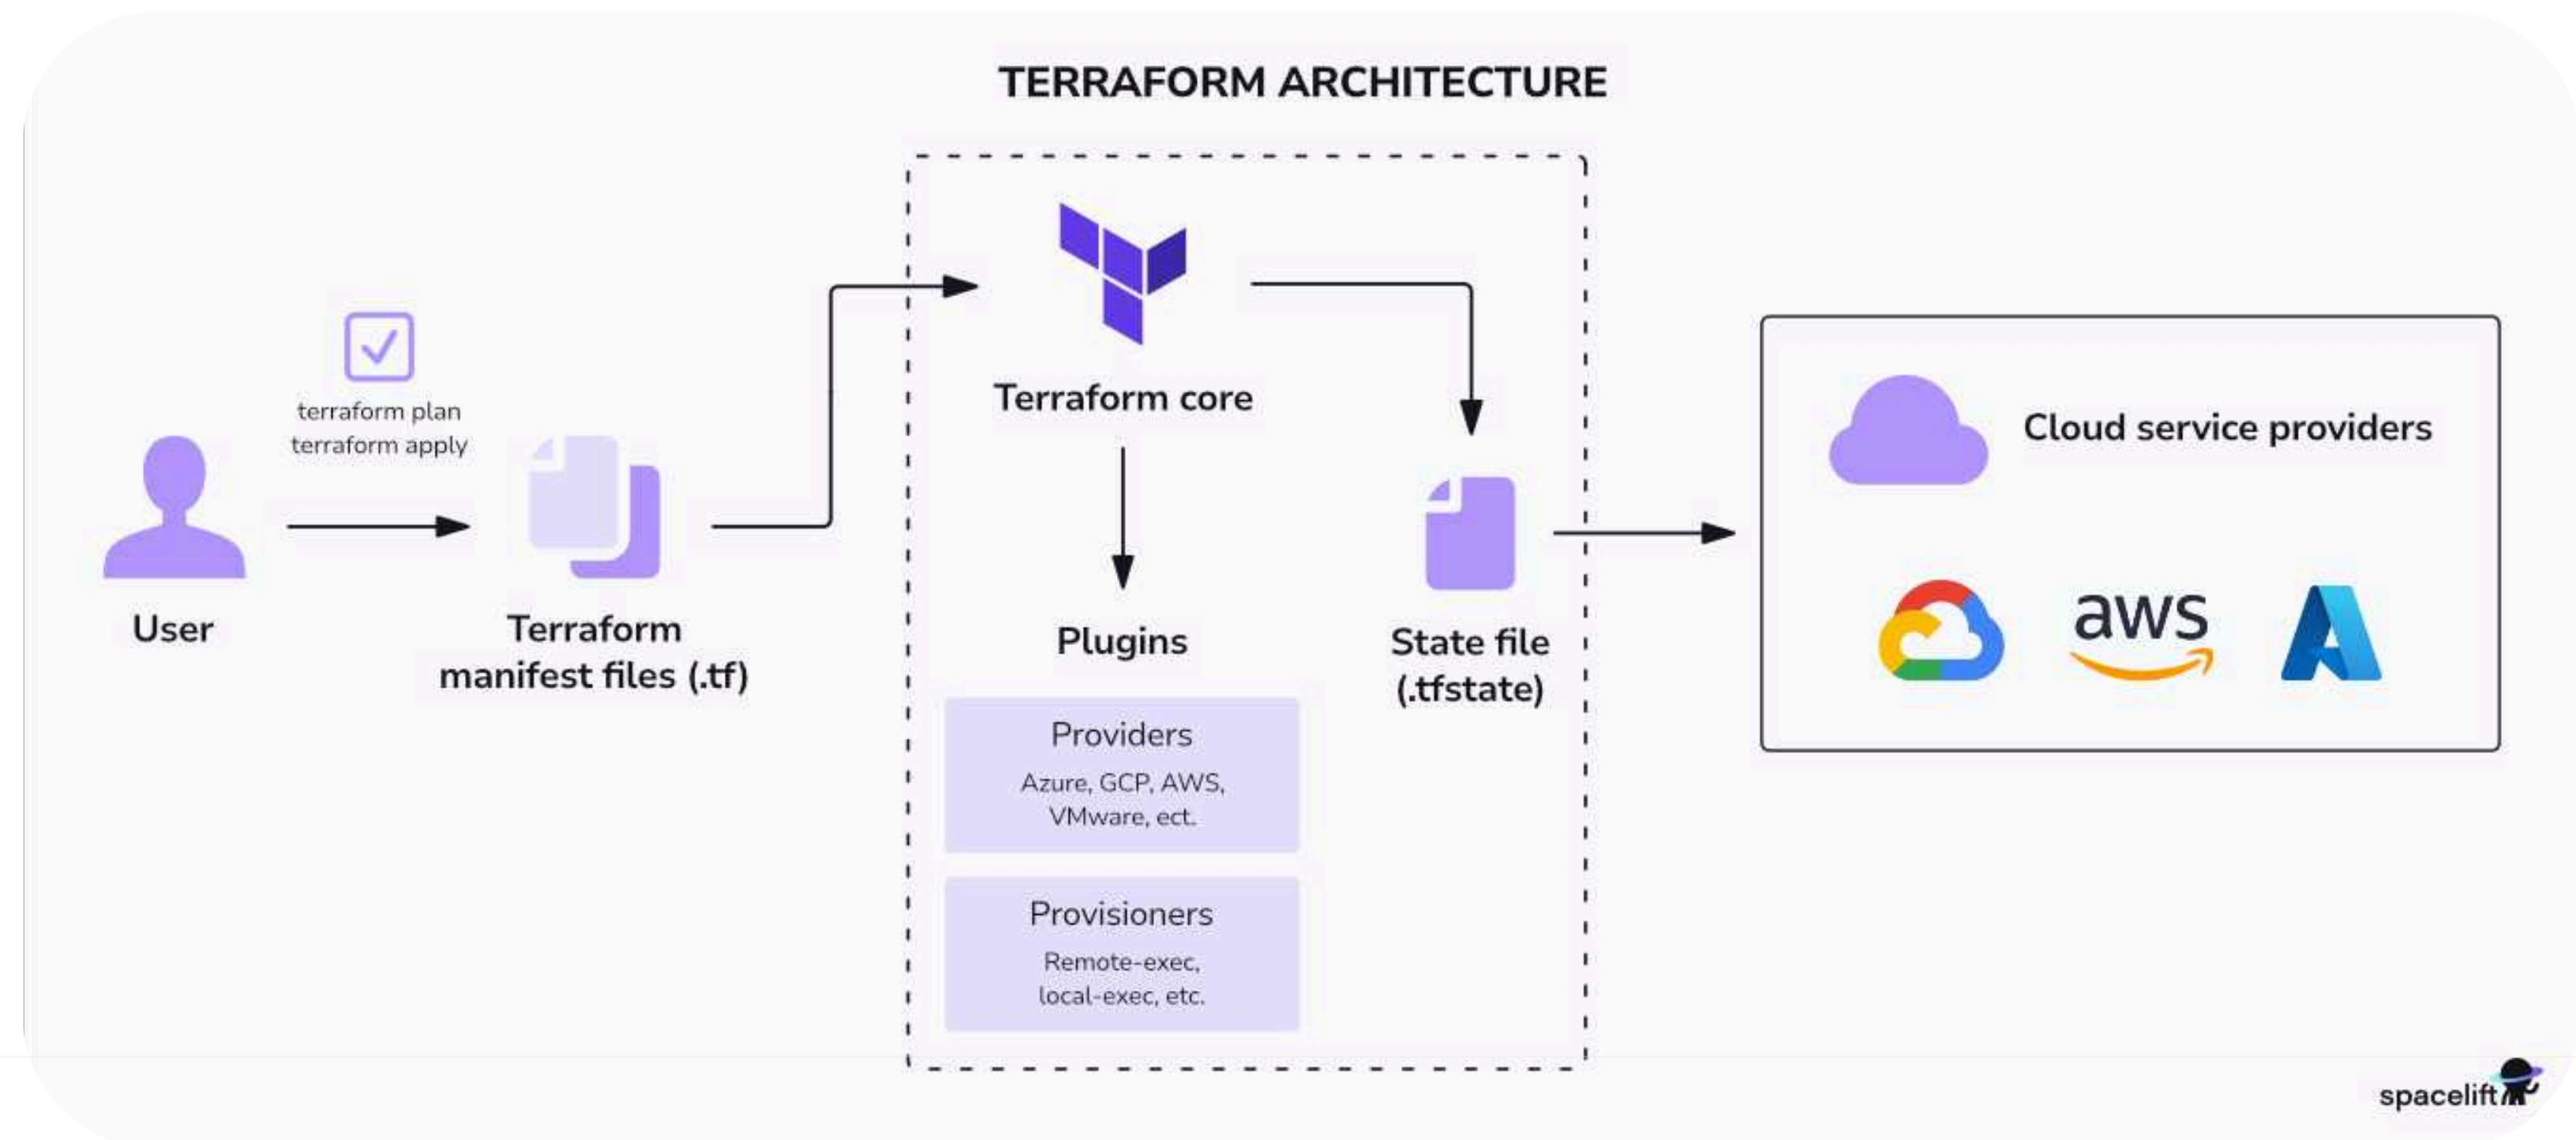 TERRAFORM ARCHITECTURE
terraform plan
terraform apply
User
Terraform
manifest files (.tf)
Terraform core
Plugins
Providers
Azure, GCP, AWS,
VMware, ect.
Provisioners
Remote-exec,
local-exec, etc.
State file
(.tfstate)
Cloud service providers
aws
spacelift